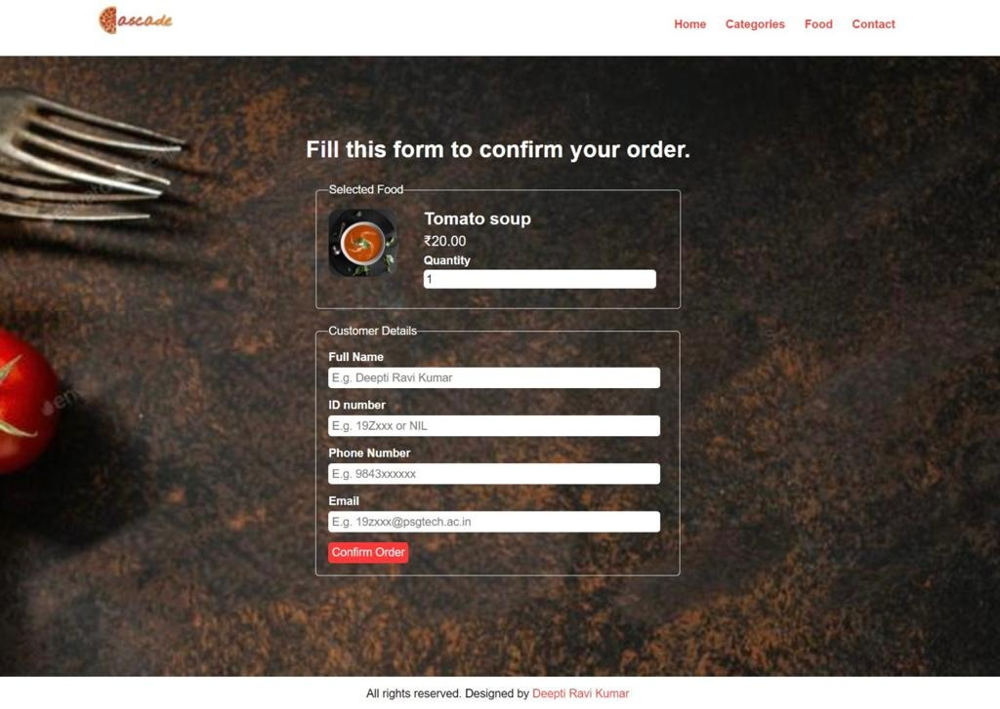 Cascade
Home Categories Food Contact
Fill this form to confirm your order.
Selected Food
Tomato soup
₹20.00
Quantity
1
Customer Details
Full Name
E.g. Deepti Ravi Kumar
ID number
E.g. 19Zxxx or NIL
Phone Number
E.g. 9843xxxxxx
Email
E.g. 19zxxx@psgtech.ac.in
Confirm Order
All rights reserved. Designed by Deepti Ravi Kumar